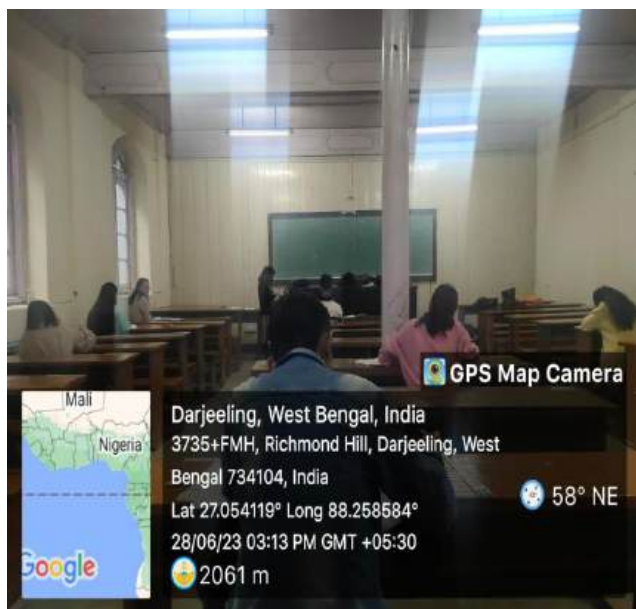 GPS Map Camera
Mali
Nigeria
Google
Darjeeling, West Bengal, India
3735+FMH, Richmond Hill, Darjeeling, West
Bengal 734104, India
Lat 27.054119° Long 88.258584°
28/06/23 03:13 PM GMT +05:30
2061 m
58° NE